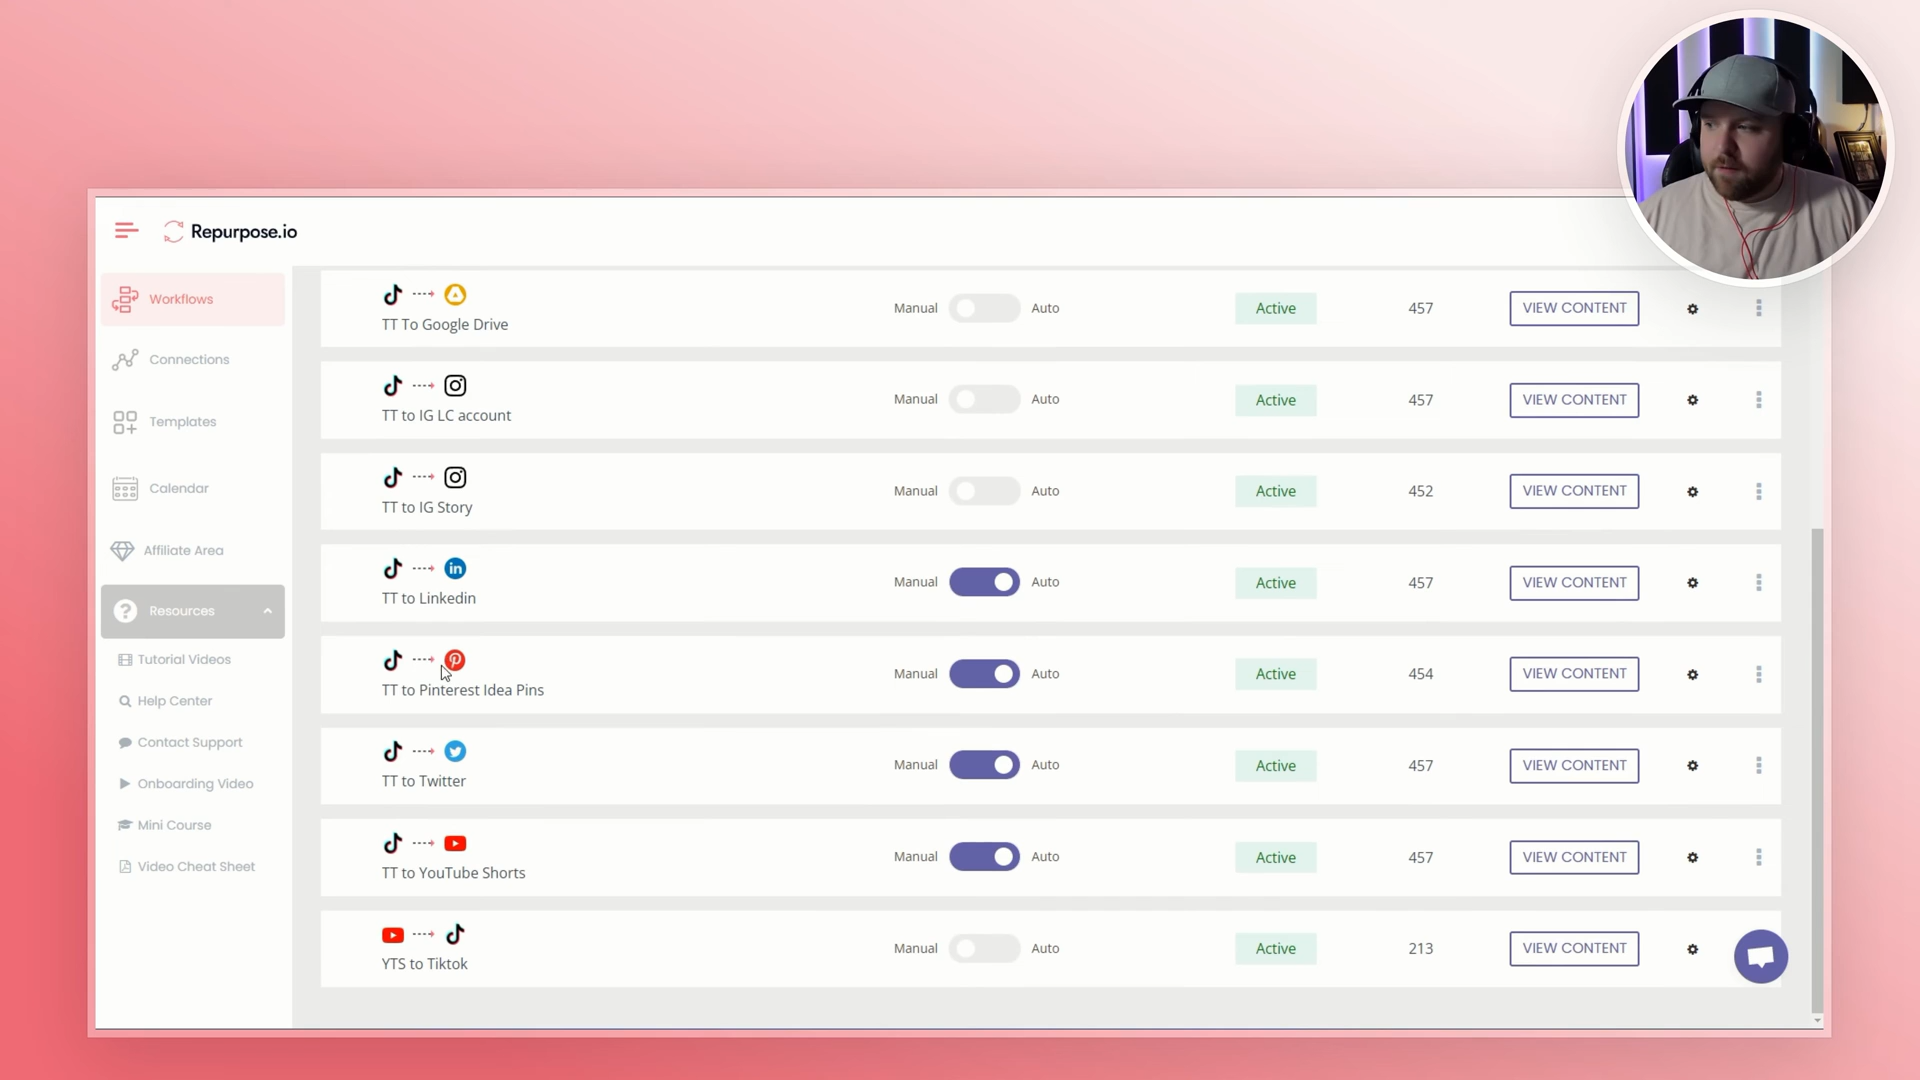 Repurpose.io
Workflows
Connections
Templates
Calendar
Affiliate Area
Resources
Tutorial Videos
Help Center
Contact Support
Onboarding Video
Mini Course
Video Cheat Sheet
TT To Google Drive
Manual Auto Active 457 VIEW CONTENT
TT to IG LC account
Manual Auto Active 457 VIEW CONTENT
TT to IG Story
Manual Auto Active 452 VIEW CONTENT
in
TT to Linkedin
Manual Auto Active 457 VIEW CONTENT
TT to Pinterest Idea Pins
Manual Auto Active 454 VIEW CONTENT
TT to Twitter
Manual Auto Active 457 VIEW CONTENT
TT to YouTube Shorts
Manual Auto Active 457 VIEW CONTENT
YTS to Tiktok
Manual Auto Active 213 VIEW CONTENT